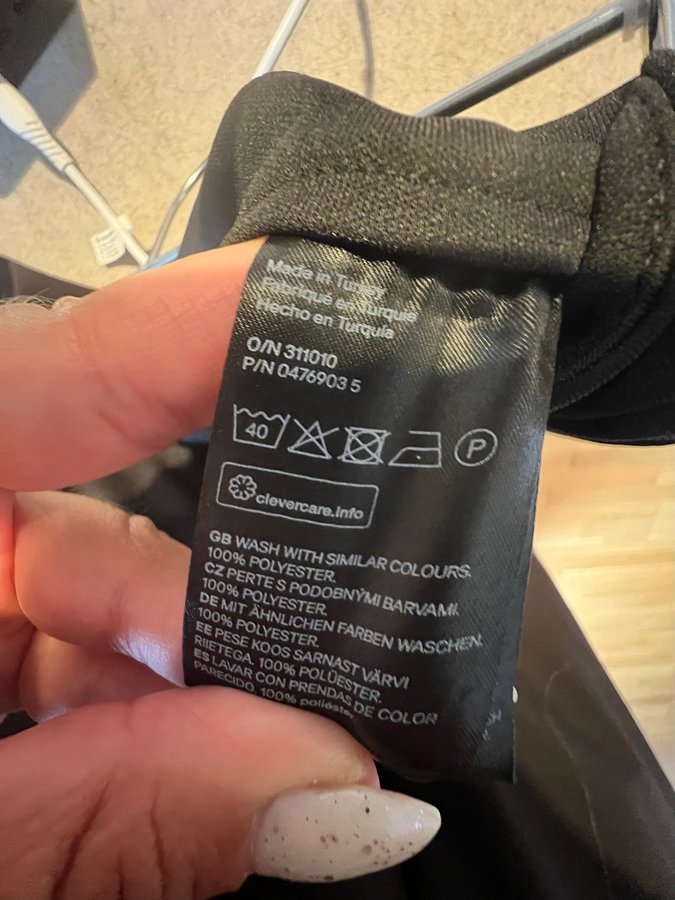 Made in Turkey
Fabriqué en Turquie
Hecho en Turquía
O/N 311010
P/N 0476903 5
40
P
clevercare.info
GB WASH WITH SIMILAR COLOURS.
100% POLYESTER.
CZ PERTE S PODOBNÝMI BARVAMI.
100% POLYESTER.
DE MIT ÄHNLICHEN FARBEN WASCHEN.
100% POLYESTER.
EE PESE KOOS SARNAST VÄRVI
RIIETEGA. 100% POLÜESTER.
ES LAVAR CON PRENDAS DE COLOR
PARECIDO. 100% poliéster